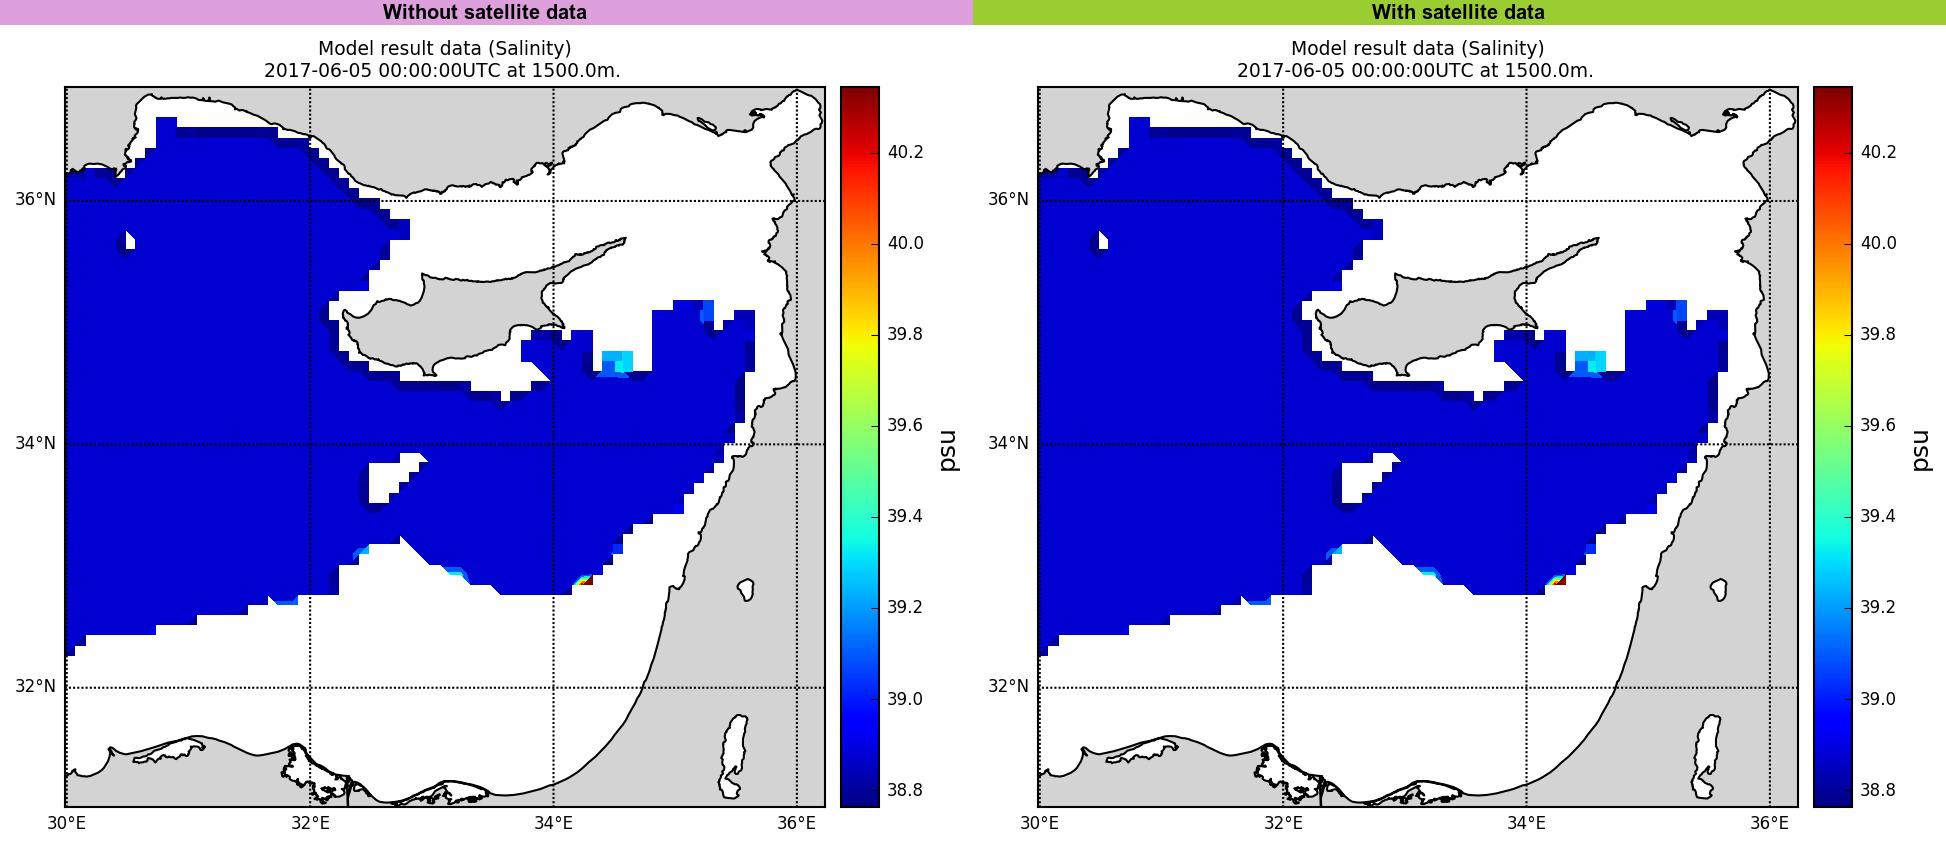 Without satellite data
With satellite data
Model result data (Salinity)
2017-06-05 00:00:00UTC at 1500.0m.
36°N
34°N
32°N
30°E
32°E
34°E
36°E
40.2
40.0
39.8
39.6
39.4
39.2
39.0
38.8
psu
Model result data (Salinity)
2017-06-05 00:00:00UTC at 1500.0m.
36°N
34°N
32°N
30°E
32°E
34°E
36°E
40.2
40.0
39.8
39.6
39.4
39.2
39.0
38.8
psu